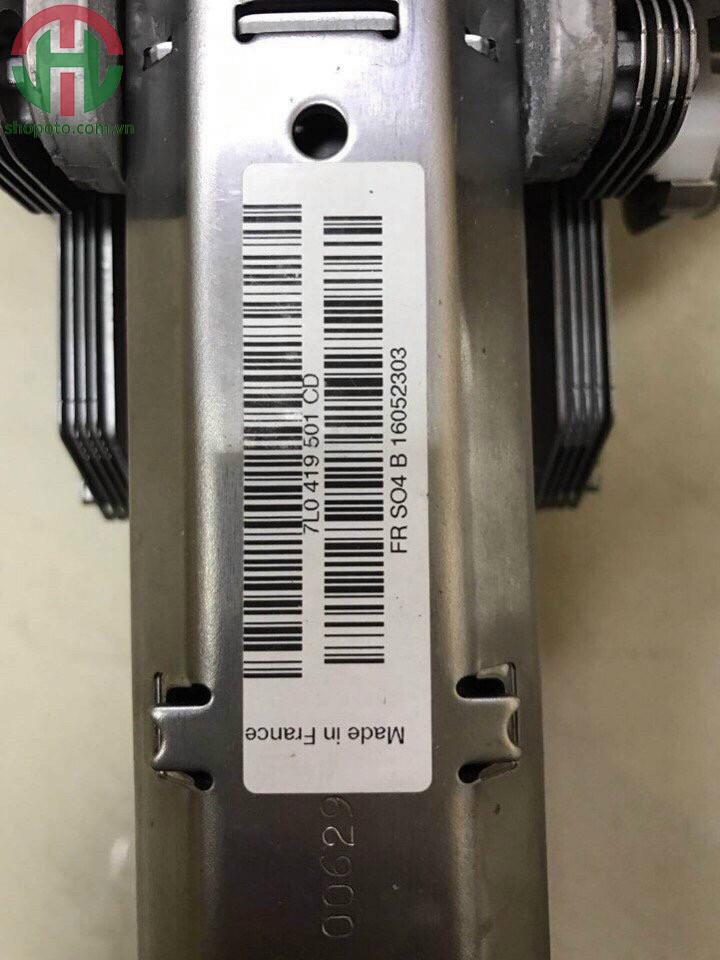 shopoto.com.vn
7L0 419 501 CD
FR SO4 B 16052303
Made in France
00629